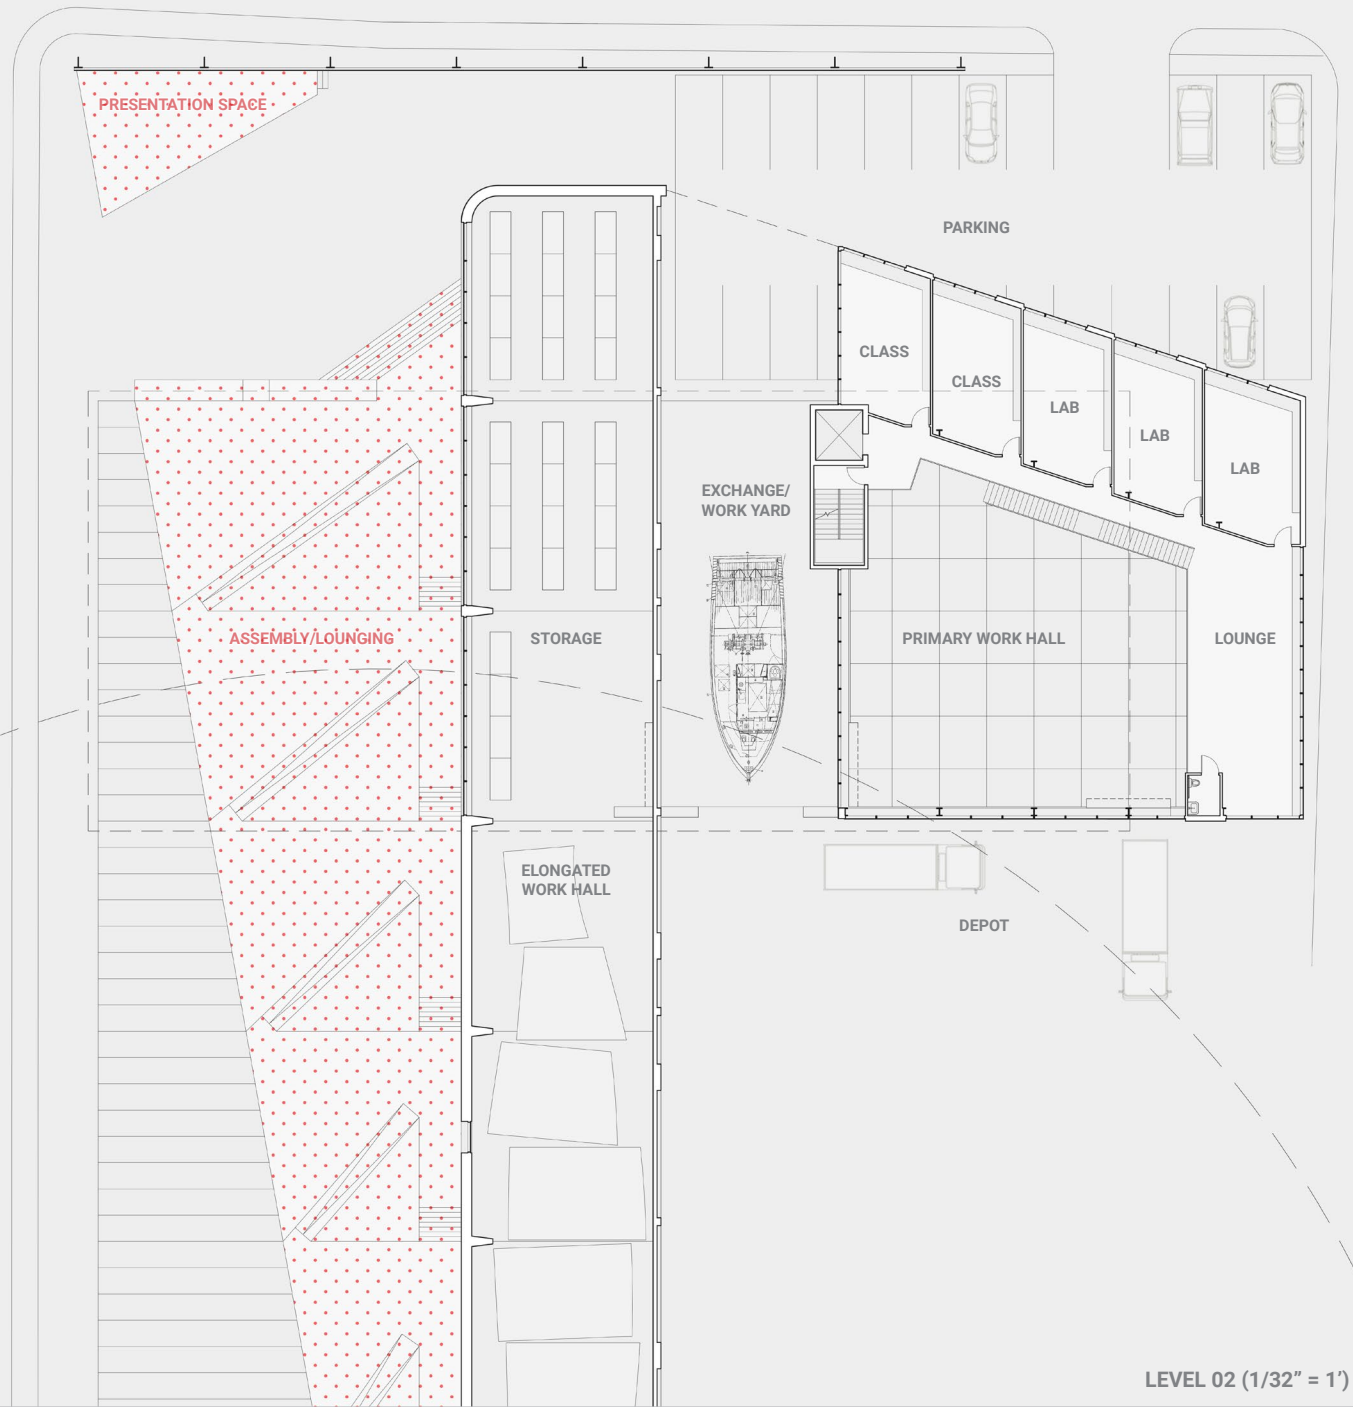 PRESENTATION SPACE
PARKING
CLASS
CLASS
LAB
LAB
LAB
EXCHANGE/
WORK YARD
ASSEMBLY/LOUNGING
STORAGE
PRIMARY WORK HALL
LOUNGE
ELONGATED
WORK HALL
DEPOT
LEVEL 02 (1/32” = 1’)